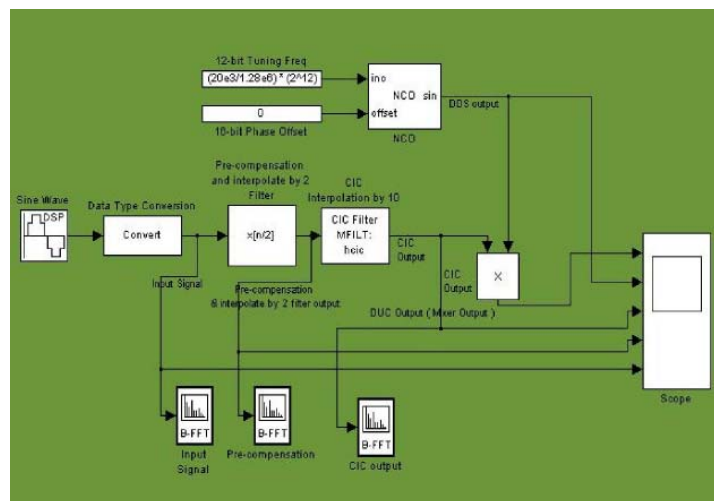 12-bit Tuning Freq
(20e3/1.28e6) * (2^12)
inc
NCO sin
offset
NCO
DDS output
0
16-bit Phase Offset
Pre-compensation
and interpolate by 2
Filter
CIC
Interpolation by 10
Sine Wave
DSP
Data Type Conversion
Convert
x[n/2]
CIC Filter
MFILT:
hcic
CIC
Output
CIC
Output
X
Input Signal
Pre-compensation
& interpolate by 2 filter output
DUC Output ( Mixer Output )
Scope
B-FFT
Input
Signal
B-FFT
Pre-compensation
B-FFT
CIC output